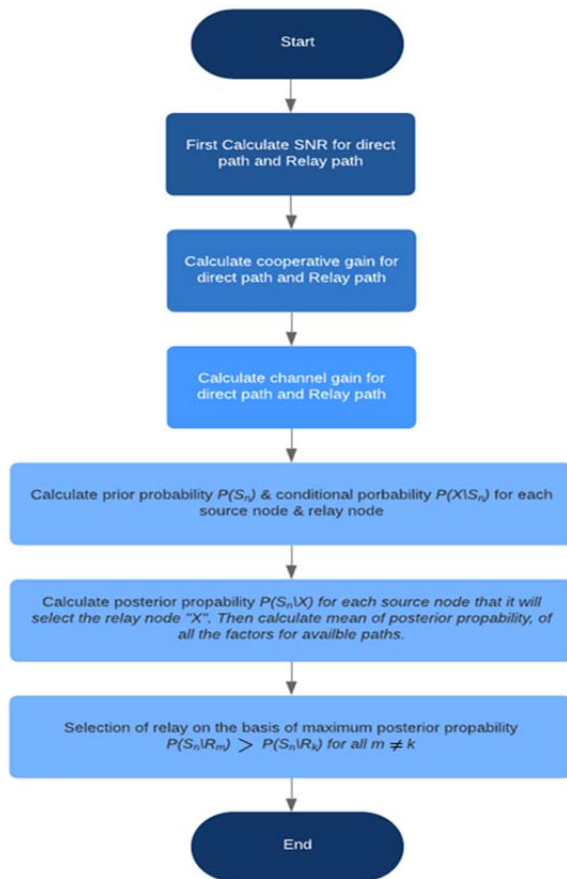 Start
First Calculate SNR for direct
path and Relay path
Calculate cooperative gain for
direct path and Relay path
Calculate channel gain for
direct path and Relay path
Calculate prior probability P(Sn) & conditional porbability P(X\Sn) for each
source node & relay node
Calculate posterior propability P(Sn\X) for each source node that it will
select the relay node "X". Then calculate mean of posterior propability, of
all the factors for availble paths.
Selection of relay on the basis of maximum posterior propability
P(Sn\Rm) > P(Sn\Rk) for all m ≠ k
End